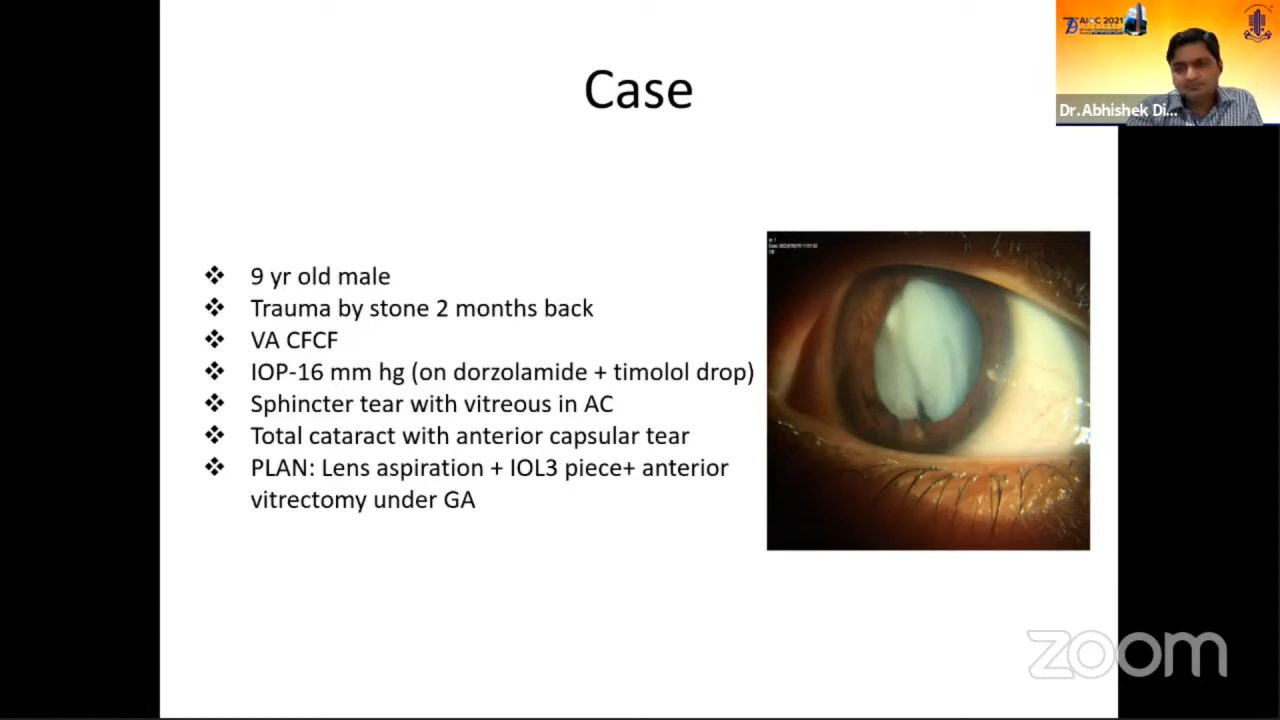 AIOC 2021
Dr.Abhishek Di...
Case
❖ 9 yr old male
❖ Trauma by stone 2 months back
❖ VA CFCF
❖ IOP-16 mm hg (on dorzolamide + timolol drop)
❖ Sphincter tear with vitreous in AC
❖ Total cataract with anterior capsular tear
❖ PLAN: Lens aspiration + IOL3 piece+ anterior
vitrectomy under GA
zoom